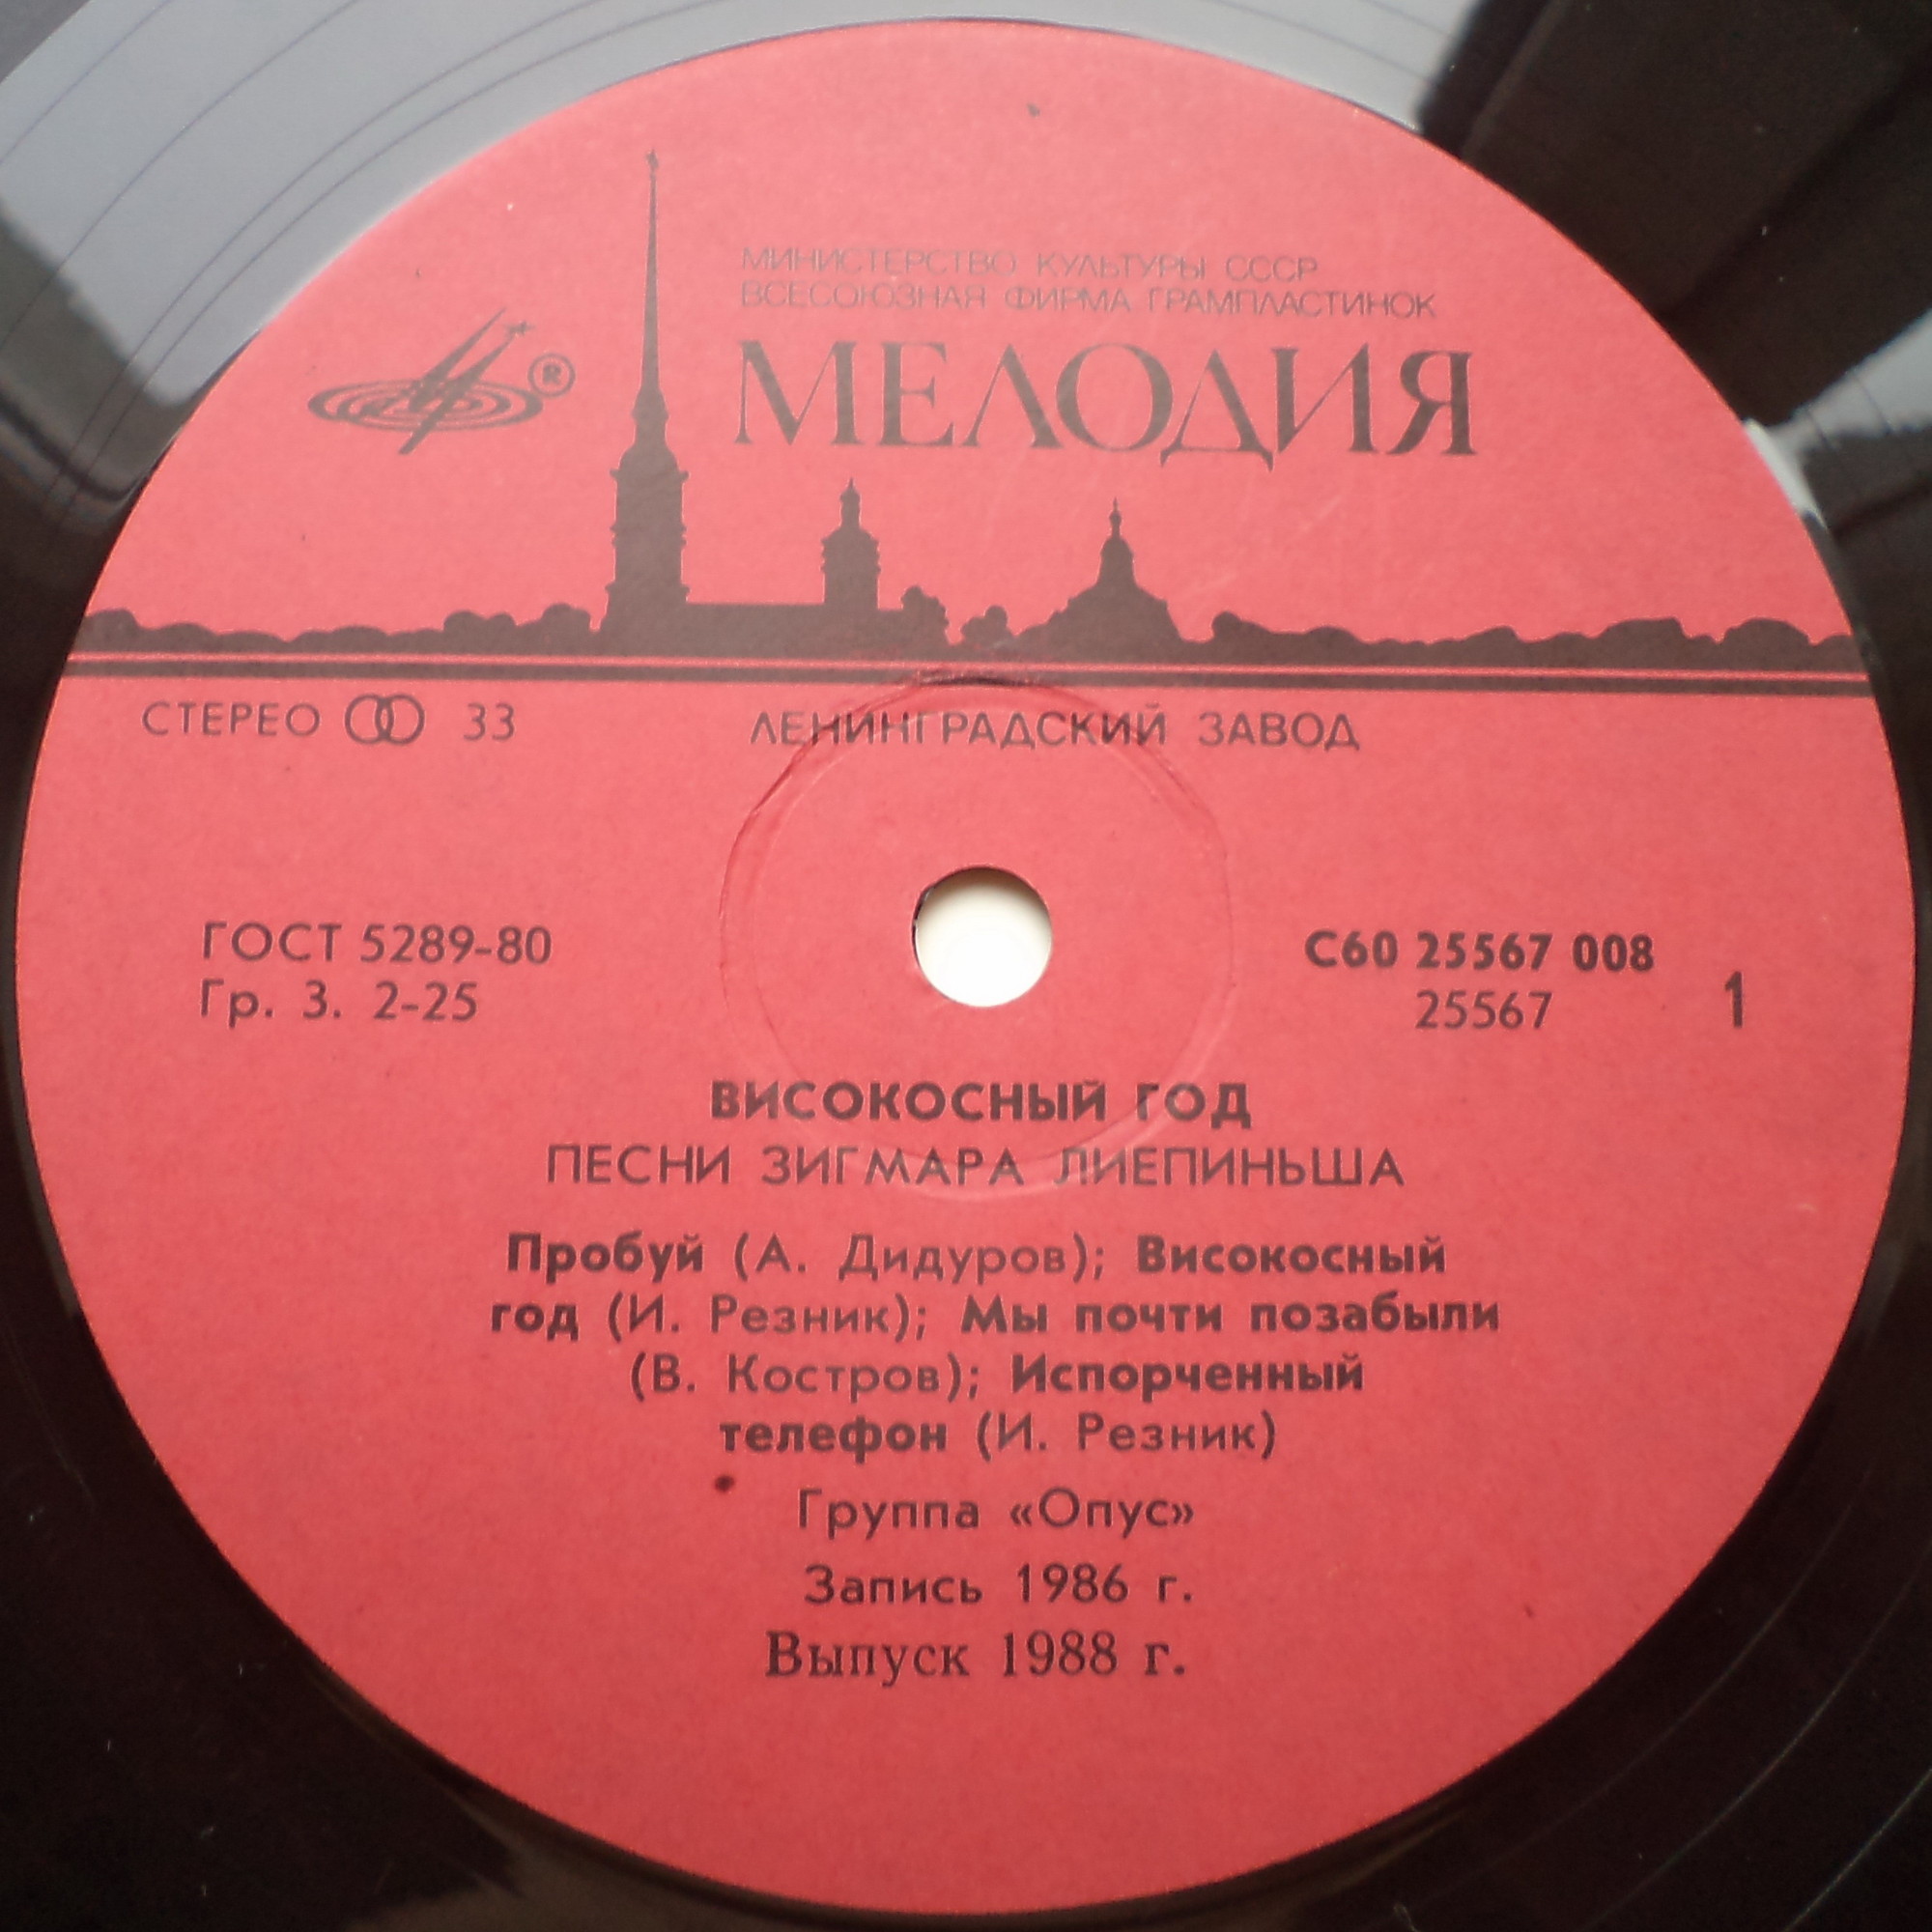 МИНИСТЕРСТВО КУЛЬТУРЫ СССР
ВСЕСОЮЗНАЯ ФИРМА ГРАМПЛАСТИНОК
МЕЛОДИЯ
®
СТЕРЕО 33
ЛЕНИНГРАДСКИЙ ЗАВОД
ГОСТ 5289-80
Гр. 3. 2-25
С60 25567 008
25567
1
ВИСОКОСНЫЙ ГОД
ПЕСНИ ЗИГМАРА ЛИЕПИНЬША
Пробуй (А. Дидуров); Високосный
год (И. Резник); Мы почти позабыли
(В. Костров); Испорченный
телефон (И. Резник)
Группа «Опус»
Запись 1986 г.
Выпуск 1988 г.